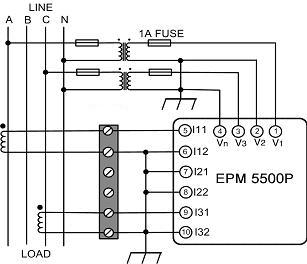 LINE
A B C N
1A FUSE
4 3 2 1
Vn V3 V2 V1
5 I11
6 I12
7 I21
8 I22
9 I31
10 I32
EPM 5500P
LOAD